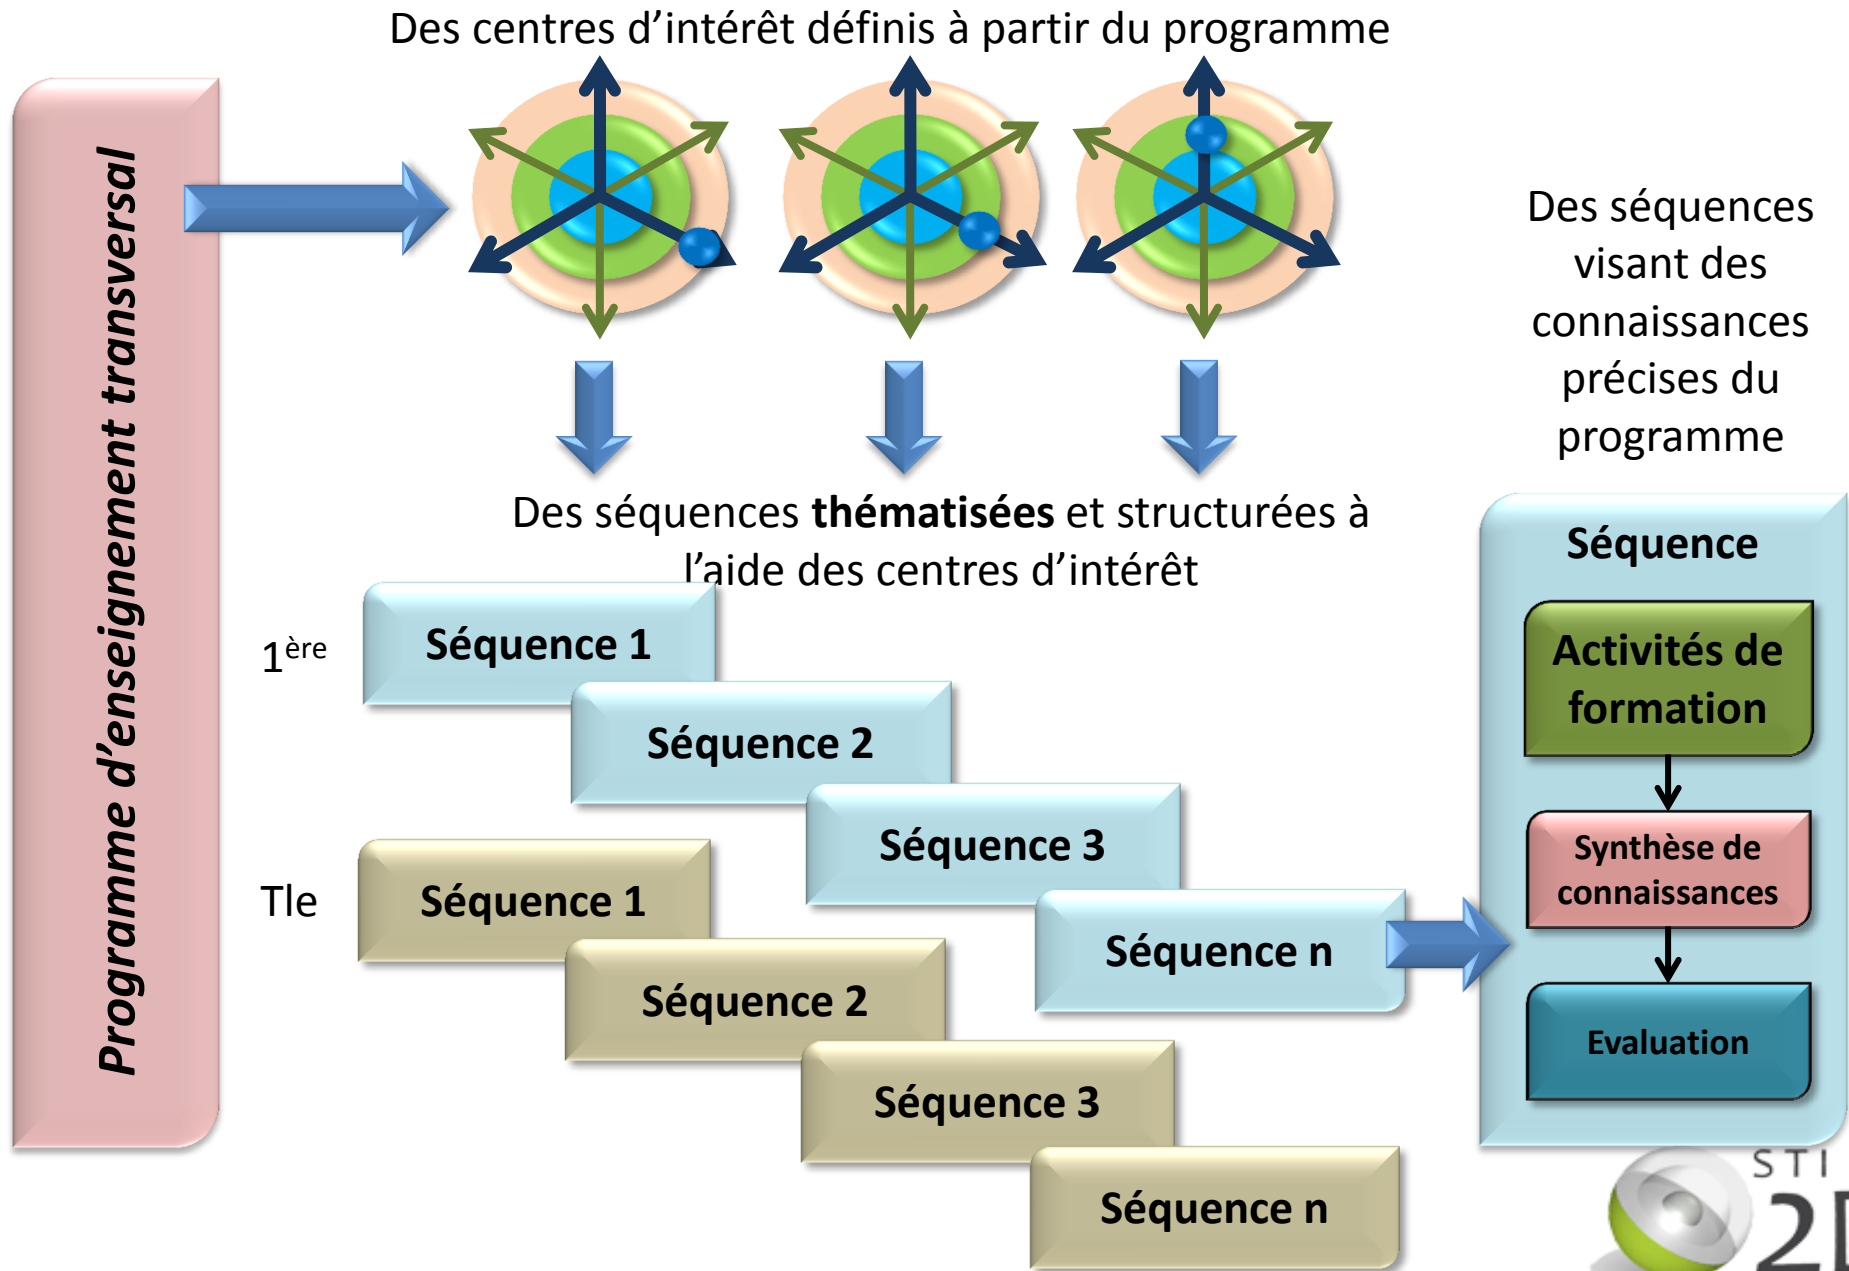 Des centres d’intérêt définis à partir du programme
Programme d’enseignement transversal
Des séquences
visant des
connaissances
précises du
programme
Des séquences thématisées et structurées à
l’aide des centres d’intérêt
1ère
Séquence 1
Séquence 2
Séquence 3
Séquence n
Tle
Séquence 1
Séquence 2
Séquence 3
Séquence n
Séquence
Activités de
formation
Synthèse de
connaissances
Evaluation
STI
2D